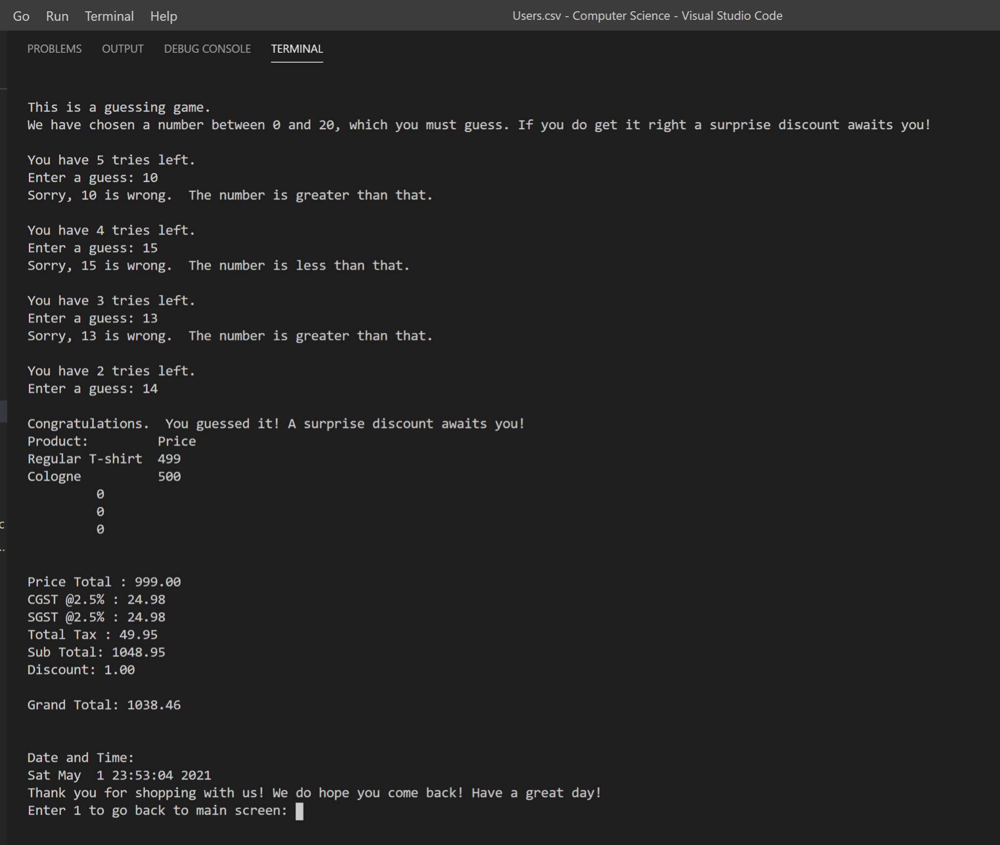 Go Run Terminal Help Users.csv - Computer Science - Visual Studio Code
PROBLEMS OUTPUT DEBUG CONSOLE TERMINAL
This is a guessing game.
We have chosen a number between 0 and 20, which you must guess. If you do get it right a surprise discount awaits you!
You have 5 tries left.
Enter a guess: 10
Sorry, 10 is wrong.  The number is greater than that.
You have 4 tries left.
Enter a guess: 15
Sorry, 15 is wrong.  The number is less than that.
You have 3 tries left.
Enter a guess: 13
Sorry, 13 is wrong.  The number is greater than that.
You have 2 tries left.
Enter a guess: 14
Congratulations.  You guessed it! A surprise discount awaits you!
Product:         Price
Regular T-shirt  499
Cologne          500
0
0
0
c
..
Price Total : 999.00
CGST @2.5% : 24.98
SGST @2.5% : 24.98
Total Tax : 49.95
Sub Total: 1048.95
Discount: 1.00
Grand Total: 1038.46
Date and Time:
Sat May  1 23:53:04 2021
Thank you for shopping with us! We do hope you come back! Have a great day!
Enter 1 to go back to main screen: